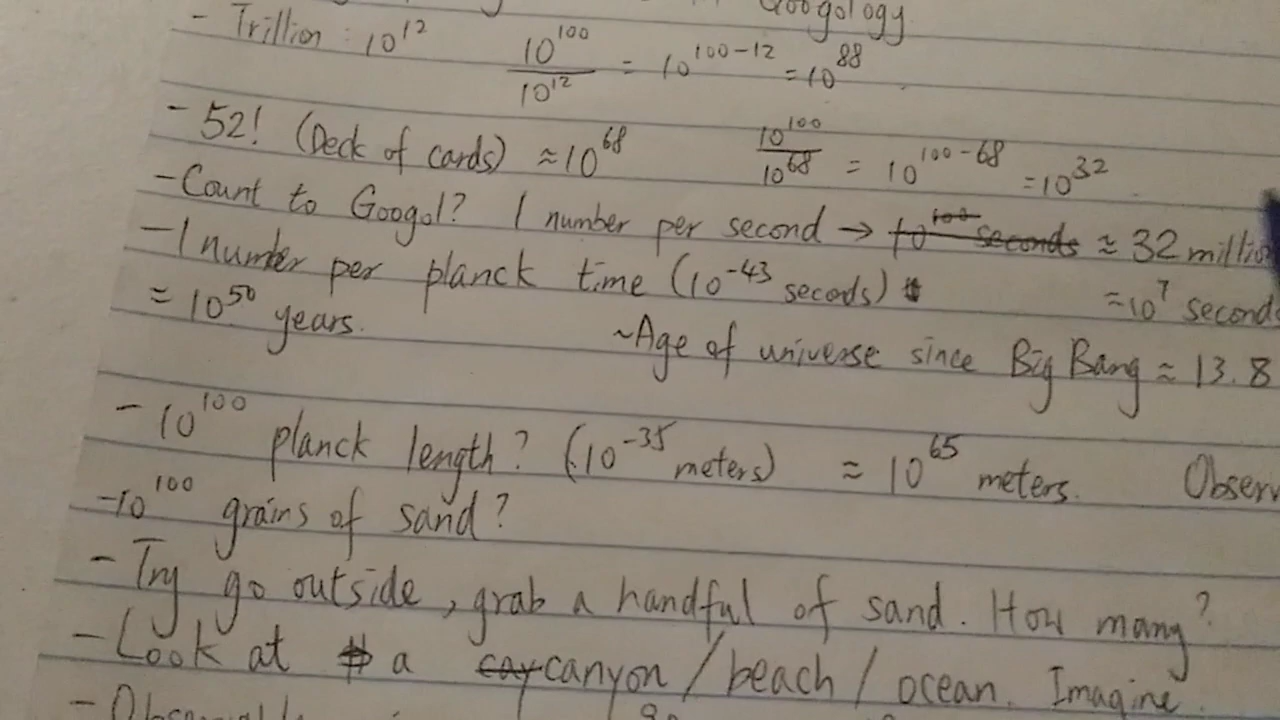 Googology
- Trillion : 10^12    10^100 / 10^12 = 10^100-12 = 10^88
- 52! (Deck of cards) ≈ 10^68    10^100 / 10^68 = 10^100-68 = 10^32
- Count to Googol? 1 number per second → 10^100 seconds ≈ 32 millio
- 1 number per planck time (10^-43 seconds)    = 10^7 second
= 10^50 years.    ~Age of universe since Big Bang ≈ 13.8
- 10^100 planck length? (10^-35 meters) ≈ 10^65 meters. Observ
- 10^100 grains of sand?
- Try go outside, grab a handful of sand. How many?
- Look at a canyon / beach / ocean. Imagine.